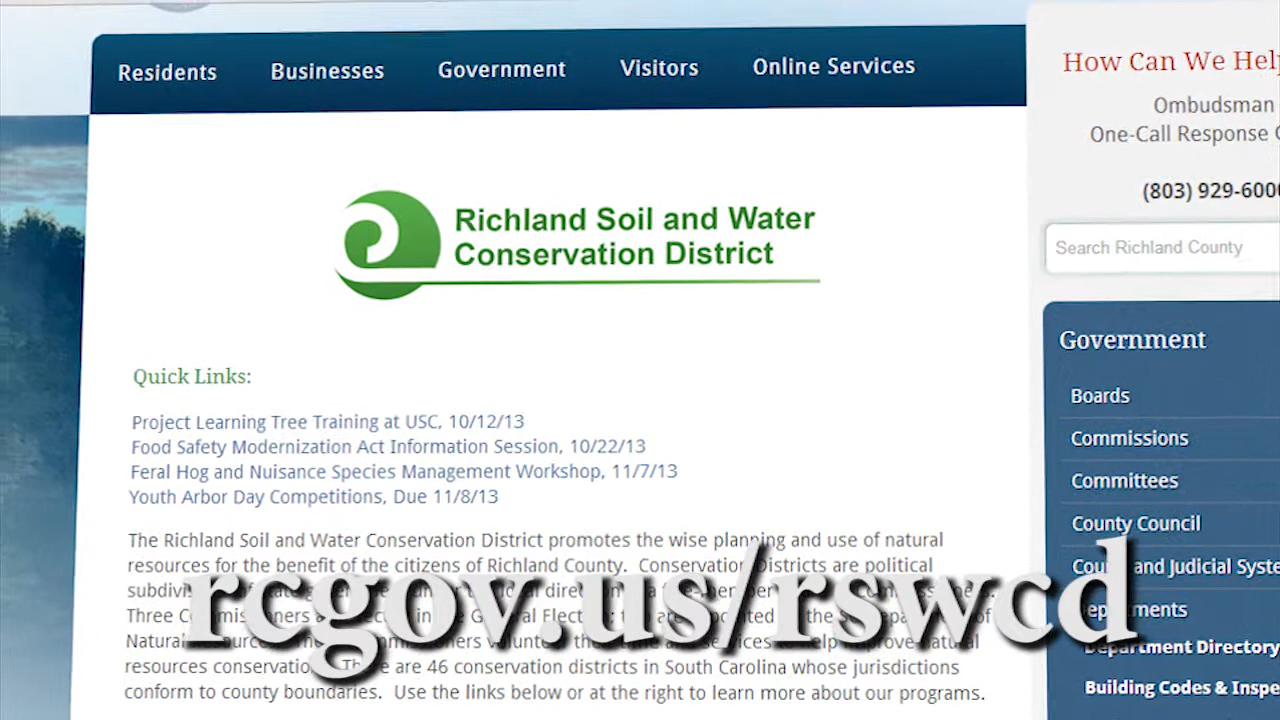 Residents Businesses Government Visitors Online Services
How Can We Help
Ombudsman
One-Call Response
(803) 929-600
Search Richland County
Richland Soil and Water
Conservation District
Government
Boards
Commissions
Committees
County Council
and Judicial
Department Directory
Building Codes &
Quick Links:
Project Learning Tree Training at USC, 10/12/13
Food Safety Modernization Act Information Session, 10/22/13
Feral Hog and Nuisance Species Management Workshop, 11/7/13
Youth Arbor Day Competitions, Due 11/8/13
The Richland Soil and Water Conservation District promotes the wise planning and use of natural
resources for the benefit of the citizens of Richland County. Conservation Districts are political
Three
Natural
resources are 46 conservation districts in South Carolina whose jurisdictions
conform to county boundaries. Use the links below or at the right to learn more about our programs.
rcgov.us/rswcd